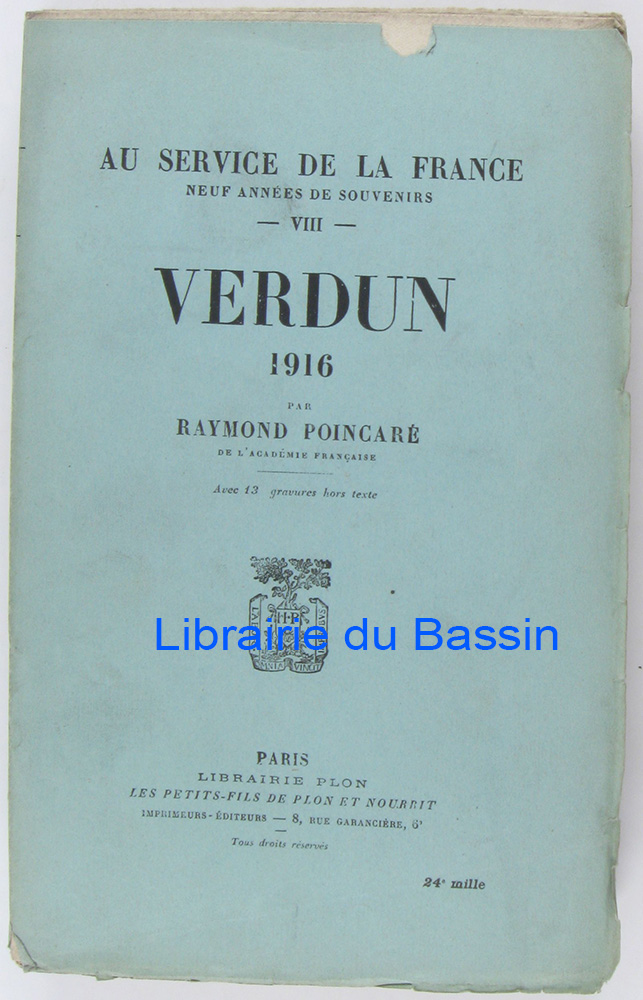 AU SERVICE DE LA FRANCE
NEUF ANNÉES DE SOUVENIRS
— VIII —
VERDUN
1916
PAR
RAYMOND POINCARÉ
DE L'ACADÉMIE FRANÇAISE
Avec 13 gravures hors texte
H·P
Librairie du Bassin
OMNIA VINCIT
PARIS
LIBRAIRIE PLON
LES PETITS-FILS DE PLON ET NOURRIT
IMPRIMEURS-ÉDITEURS — 8, RUE GARANCIÈRE, 6e
Tous droits réservés
24e mille